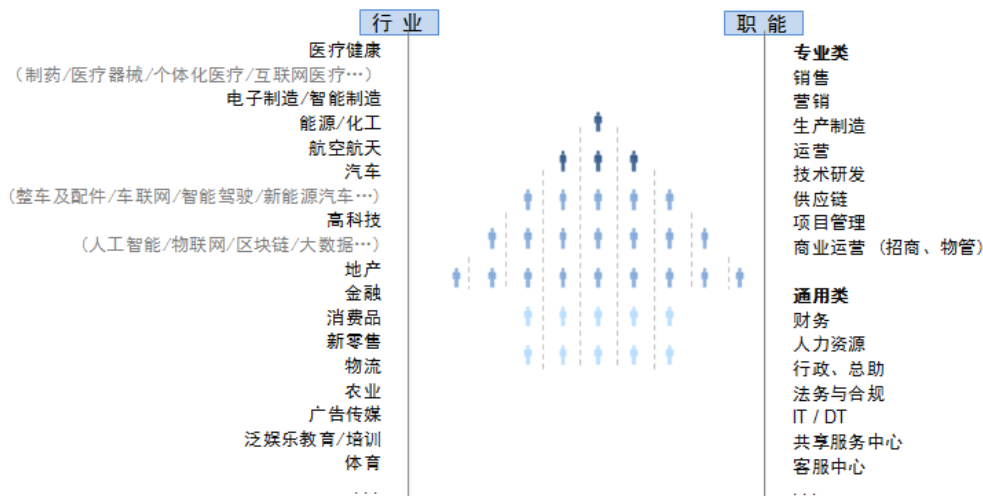 行 业
医疗健康
（制药/医疗器械/个体化医疗/互联网医疗…）
电子制造/智能制造
能源/化工
航空航天
汽车
(整车及配件/车联网/智能驾驶/新能源汽车…)
高科技
（人工智能/物联网/区块链/大数据…）
地产
金融
消费品
新零售
物流
农业
广告传媒
泛娱乐教育/培训
体育
...
职 能
专业类
销售
营销
生产制造
运营
技术研发
供应链
项目管理
商业运营（招商、物管）
通用类
财务
人力资源
行政、总助
法务与合规
IT / DT
共享服务中心
客服中心
...